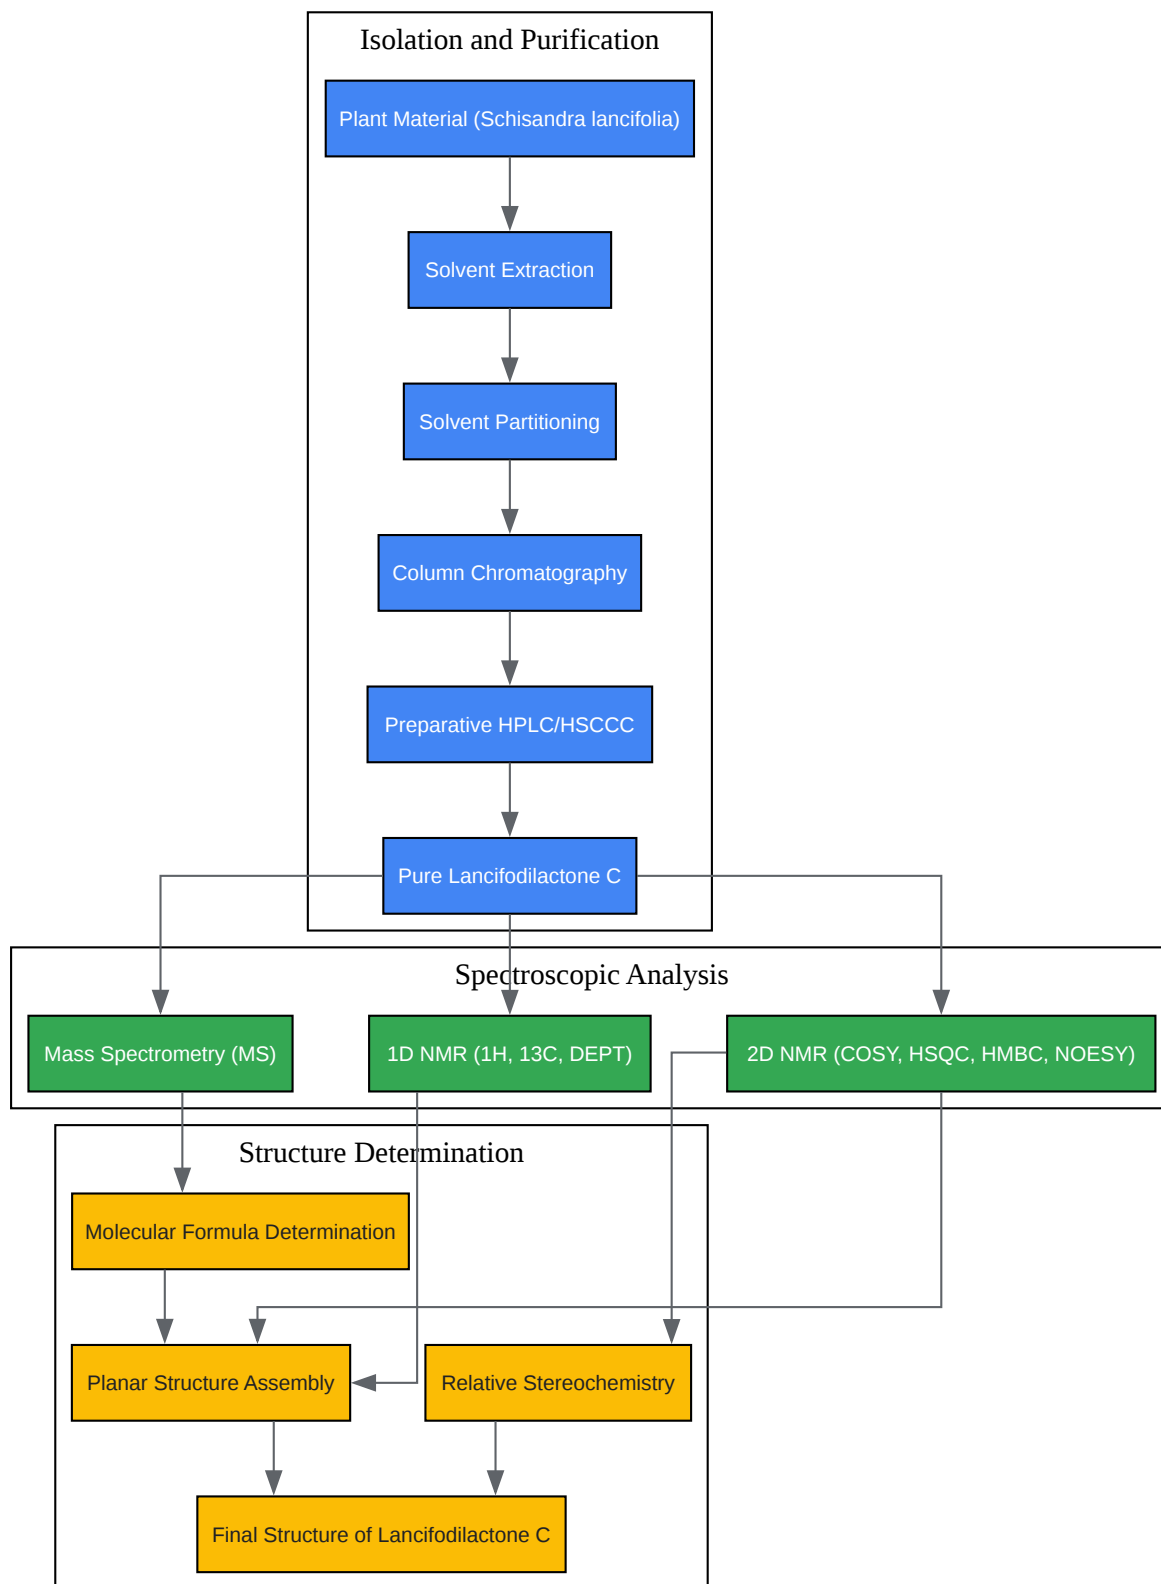 Isolation and Purification
Plant Material (Schisandra lancifolia)
Solvent Extraction
Solvent Partitioning
Column Chromatography
Preparative HPLC/HSCCC
Pure Lancifodilactone C
Spectroscopic Analysis
Mass Spectrometry (MS)
1D NMR (1H, 13C, DEPT)
2D NMR (COSY, HSQC, HMBC, NOESY)
Structure Determination
Molecular Formula Determination
Planar Structure Assembly
Relative Stereochemistry
Final Structure of Lancifodilactone C